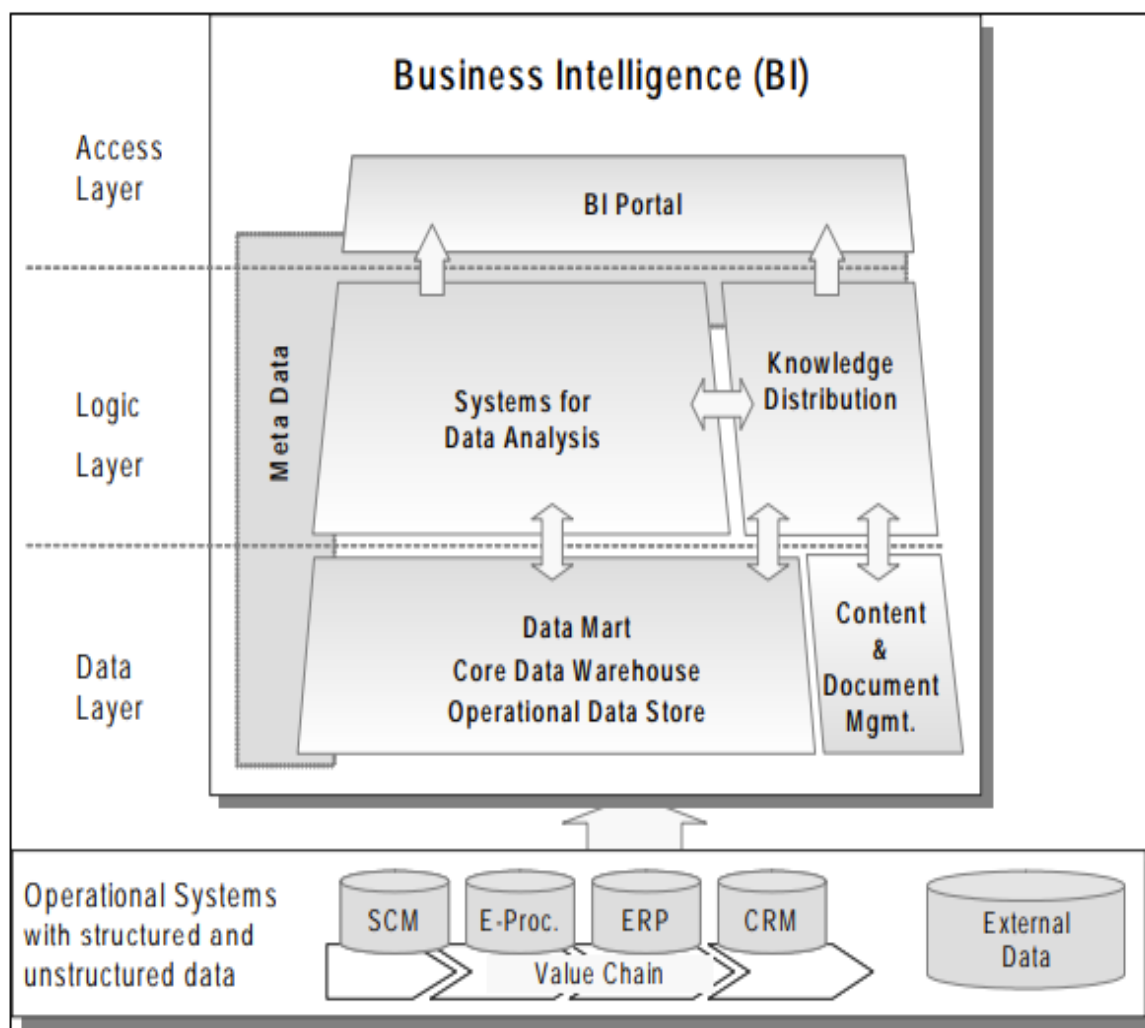 Business Intelligence (BI)
Access
Layer
BI Portal
Meta Data
Logic
Layer
Systems for
Data Analysis
Knowledge
Distribution
Data
Layer
Data Mart
Core Data Warehouse
Operational Data Store
Content
&
Document
Mgmt.
Operational Systems
with structured and
unstructured data
SCM
E-Proc.
ERP
CRM
Value Chain
External
Data